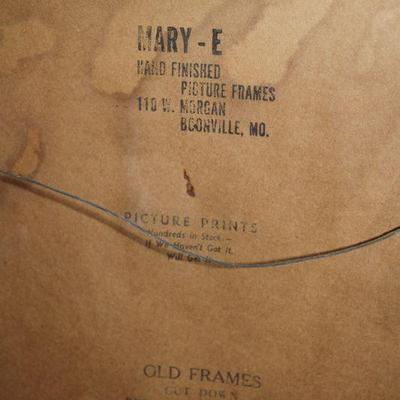 MARY - E
HAND FINISHED
PICTURE FRAMES
110 W. MORGAN
BOONVILLE, MO.
PICTURE PRINTS
Hundreds in Stock —
If We Haven't Got It,
Will Get It
OLD FRAMES
CUT DOWN